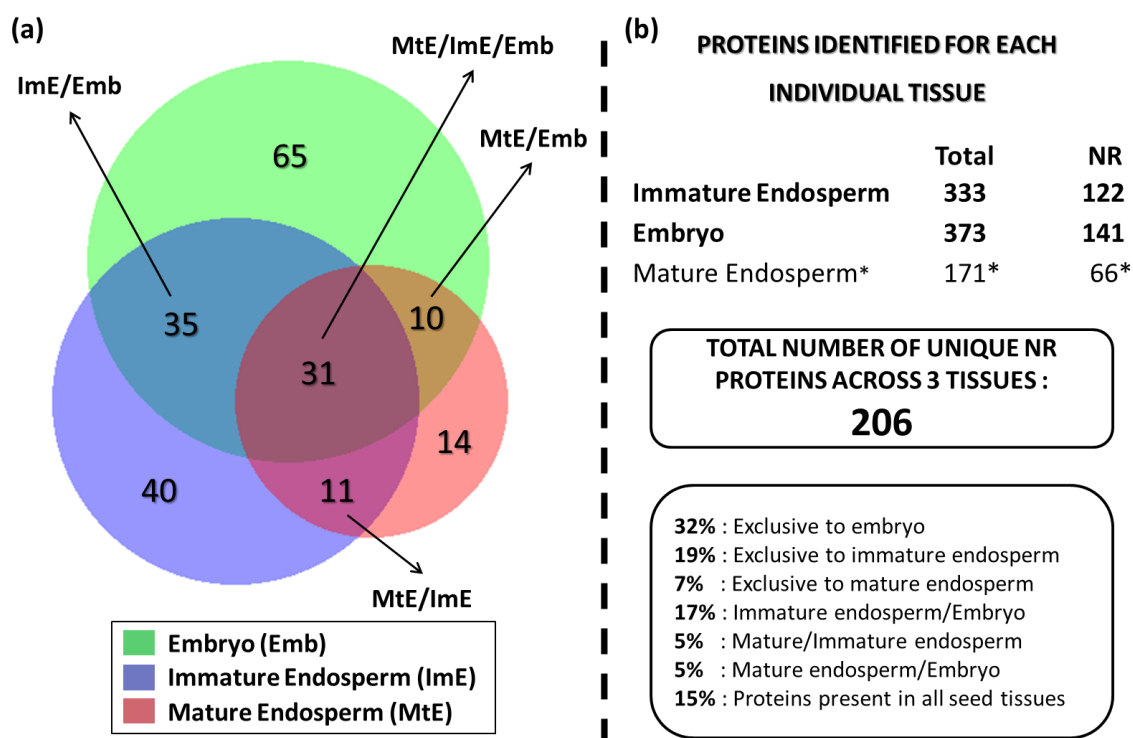 (a)
MtE/ImE/Emb
ImE/Emb
MtE/Emb
65
35
10
31
14
40
11
MtE/ImE
Embryo (Emb)
Immature Endosperm (ImE)
Mature Endosperm (MtE)
(b)
PROTEINS IDENTIFIED FOR EACH
INDIVIDUAL TISSUE
Total NR
Immature Endosperm 333 122
Embryo 373 141
Mature Endosperm* 171* 66*
TOTAL NUMBER OF UNIQUE NR
PROTEINS ACROSS 3 TISSUES :
206
32% : Exclusive to embryo
19% : Exclusive to immature endosperm
7% : Exclusive to mature endosperm
17% : Immature endosperm/Embryo
5% : Mature/Immature endosperm
5% : Mature endosperm/Embryo
15% : Proteins present in all seed tissues